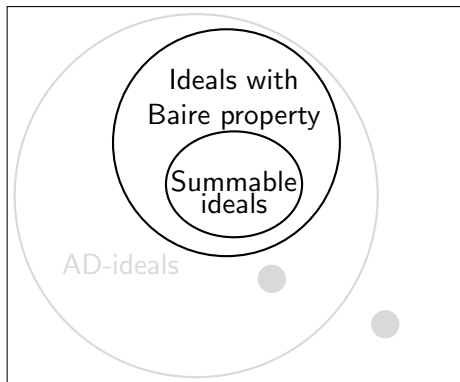 Ideals with
Baire property
Summable
ideals
AD-ideals